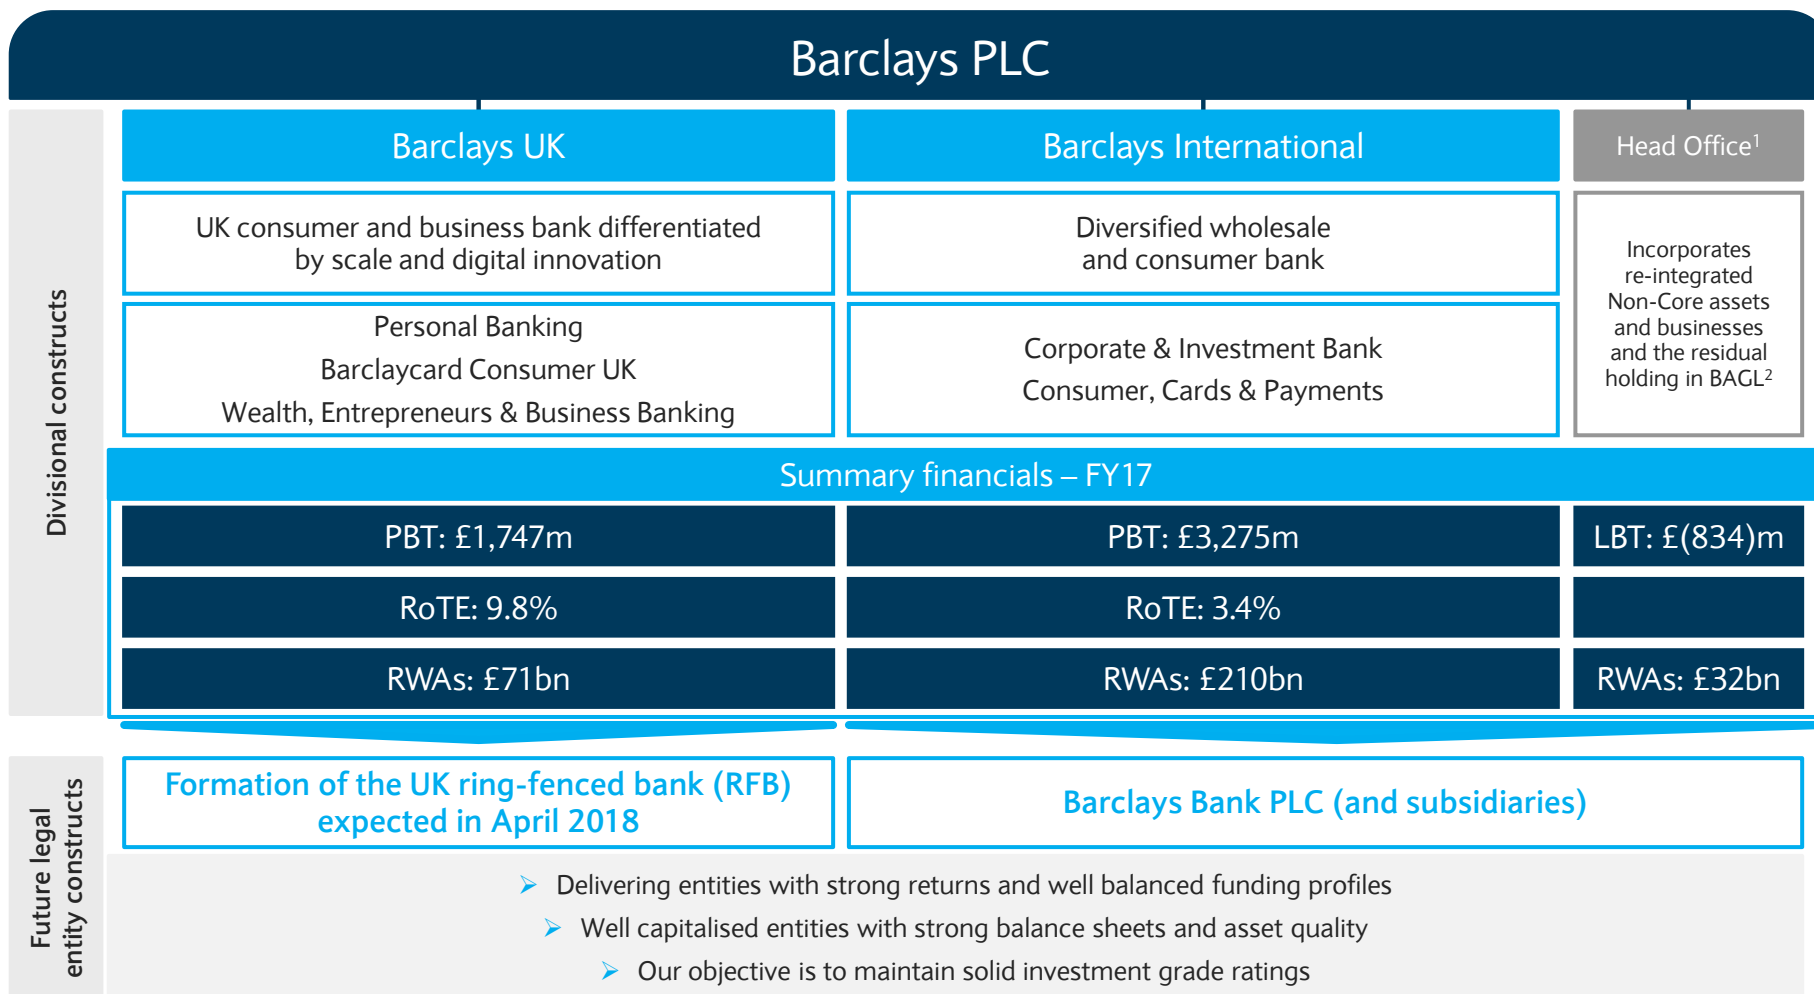 Barclays PLC
Divisional constructs
Barclays UK
Barclays International
Head Office¹
UK consumer and business bank differentiated
by scale and digital innovation
Diversified wholesale
and consumer bank
Incorporates
re-integrated
Non-Core assets
and businesses
and the residual
holding in BAGL²
Personal Banking
Barclaycard Consumer UK
Wealth, Entrepreneurs & Business Banking
Corporate & Investment Bank
Consumer, Cards & Payments
Summary financials – FY17
PBT: £1,747m
PBT: £3,275m
LBT: £(834)m
RoTE: 9.8%
RoTE: 3.4%
RWAs: £71bn
RWAs: £210bn
RWAs: £32bn
Future legal
entity constructs
Formation of the UK ring-fenced bank (RFB)
expected in April 2018
Barclays Bank PLC (and subsidiaries)
➢ Delivering entities with strong returns and well balanced funding profiles
➢ Well capitalised entities with strong balance sheets and asset quality
➢ Our objective is to maintain solid investment grade ratings